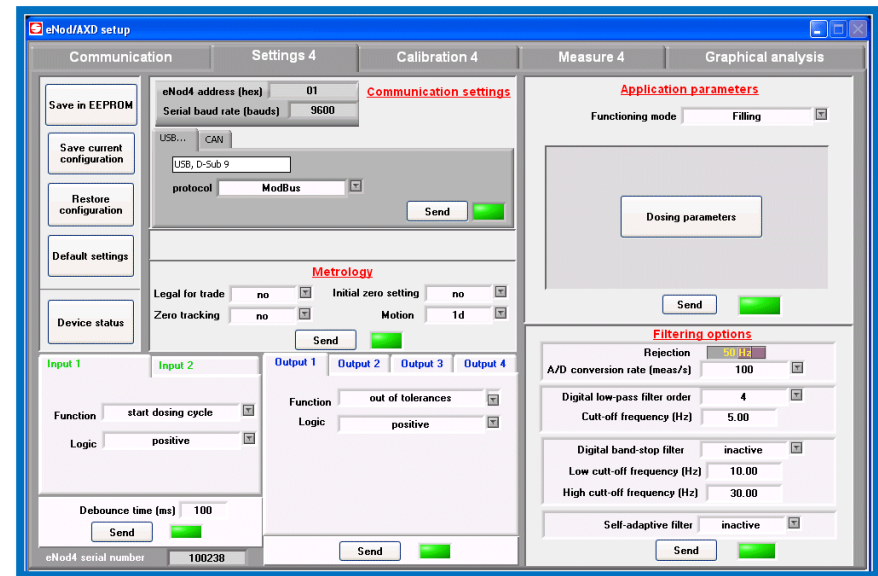 eNod/AXD setup
Communication
Settings 4
Calibration 4
Measure 4
Graphical analysis
Save in EEPROM
Save current
configuration
Restore
configuration
Default settings
Device status
eNod4 address (hex) 01
Serial baud rate (bauds) 9600
Communication settings
USB... CAN
USB, D-Sub 9
protocol ModBus
Send
Metrology
Legal for trade no Initial zero setting no
Zero tracking no Motion 1d
Send
Input 1 Input 2
Function start dosing cycle
Logic positive
Debounce time (ms) 100
Send
eNod4 serial number 100238
Output 1 Output 2 Output 3 Output 4
Function out of tolerances
Logic positive
Send
Application parameters
Functioning mode Filling
Dosing parameters
Send
Filtering options
Rejection 50 Hz
A/D conversion rate (meas/s) 100
Digital low-pass filter order 4
Cutt-off frequency (Hz) 5.00
Digital band-stop filter inactive
Low cutt-off frequency (Hz) 10.00
High cutt-off frequency (Hz) 30.00
Self-adaptive filter inactive
Send